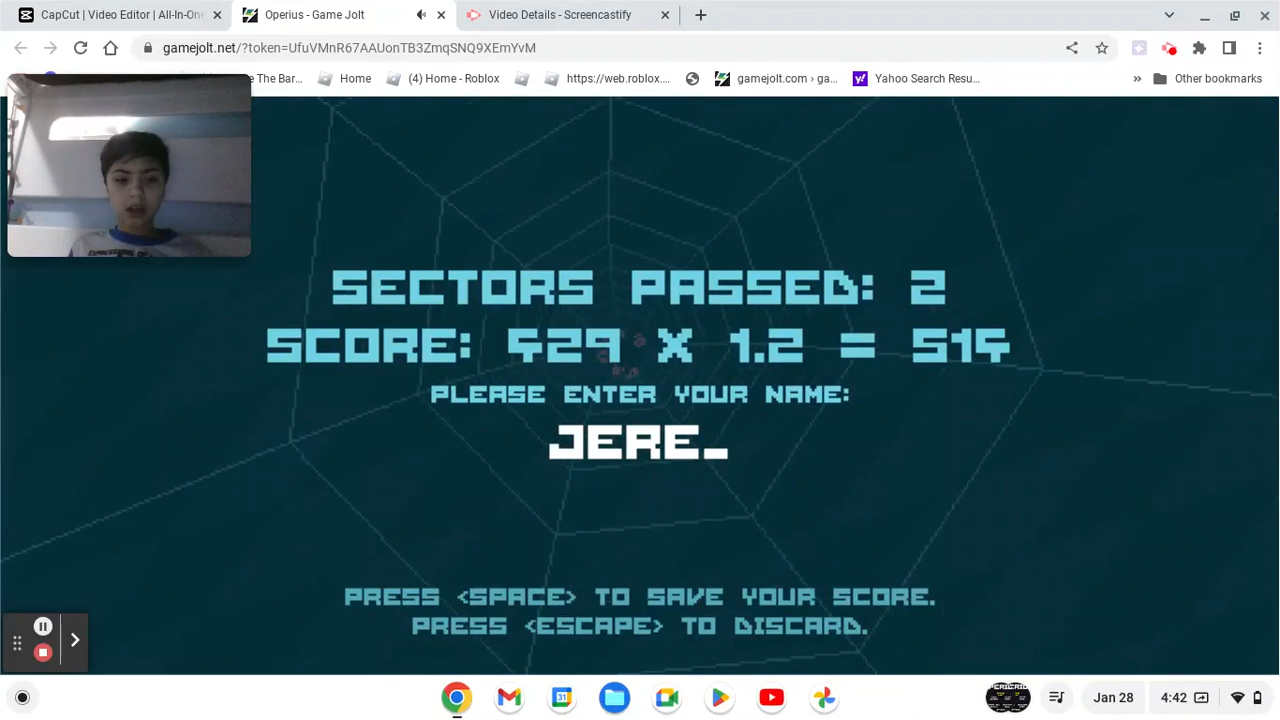 CapCut | Video Editor | All-In-One
Operius - Game Jolt
Video Details - Screencastify
gamejolt.net/?token=UfuVMnR67AAUonTB3ZmqSNQ9XEmYvM
The Bar...
Home
(4) Home - Roblox
https://web.roblox....
gamejolt.com › ga...
Yahoo Search Resu...
»
Other bookmarks
SECTORS PASSED: 2
SCORE: 429 X 1.2 = 514
PLEASE ENTER YOUR NAME:
JERE_
PRESS <SPACE> TO SAVE YOUR SCORE.
PRESS <ESCAPE> TO DISCARD.
31
Jan 28
4:42